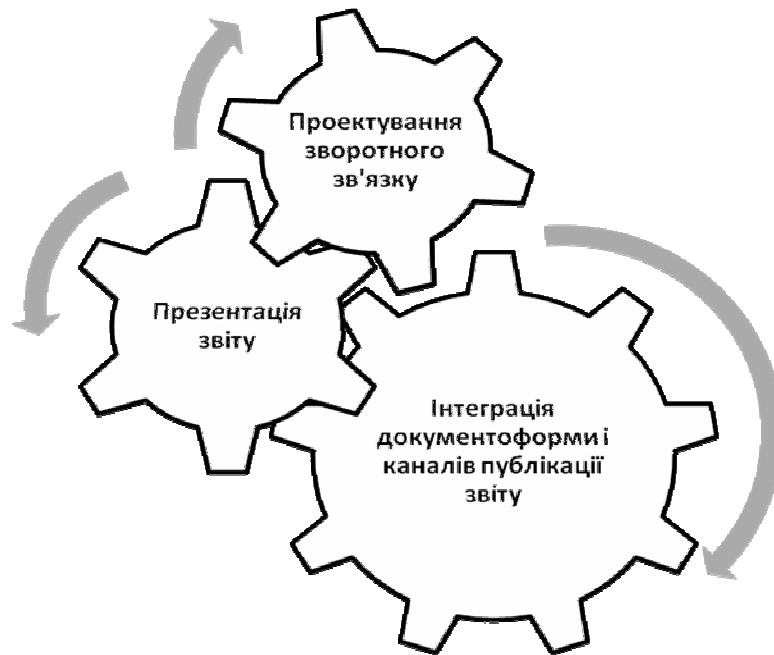 Проектування
зворотного
зв'язку
Презентація
звіту
Інтеграція
документоформи і
каналів публікації
звіту